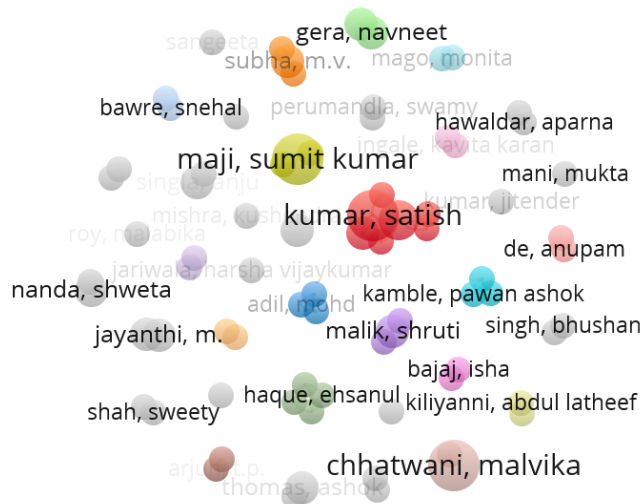 gera, navneet
sangeeta
subha, m.v.
mago, monita
bawre, snehal
perumandla, swamy
hawaldar, aparna
ingale, kavita karan
maji, sumit kumar
mani, mukta
kumar, jitender
mishra,
kumar, satish
roy, malabika
de, anupam
jariwala, harsha vijaykumar
nanda, shweta
kamble, pawan ashok
adil, mohd
malik, shruti
singh, bhushan
jayanthi, m.
bajaj, isha
haque, ehsanul
kiliyanni, abdul latheef
shah, sweety
chhatwani, malvika
thomas, ashok